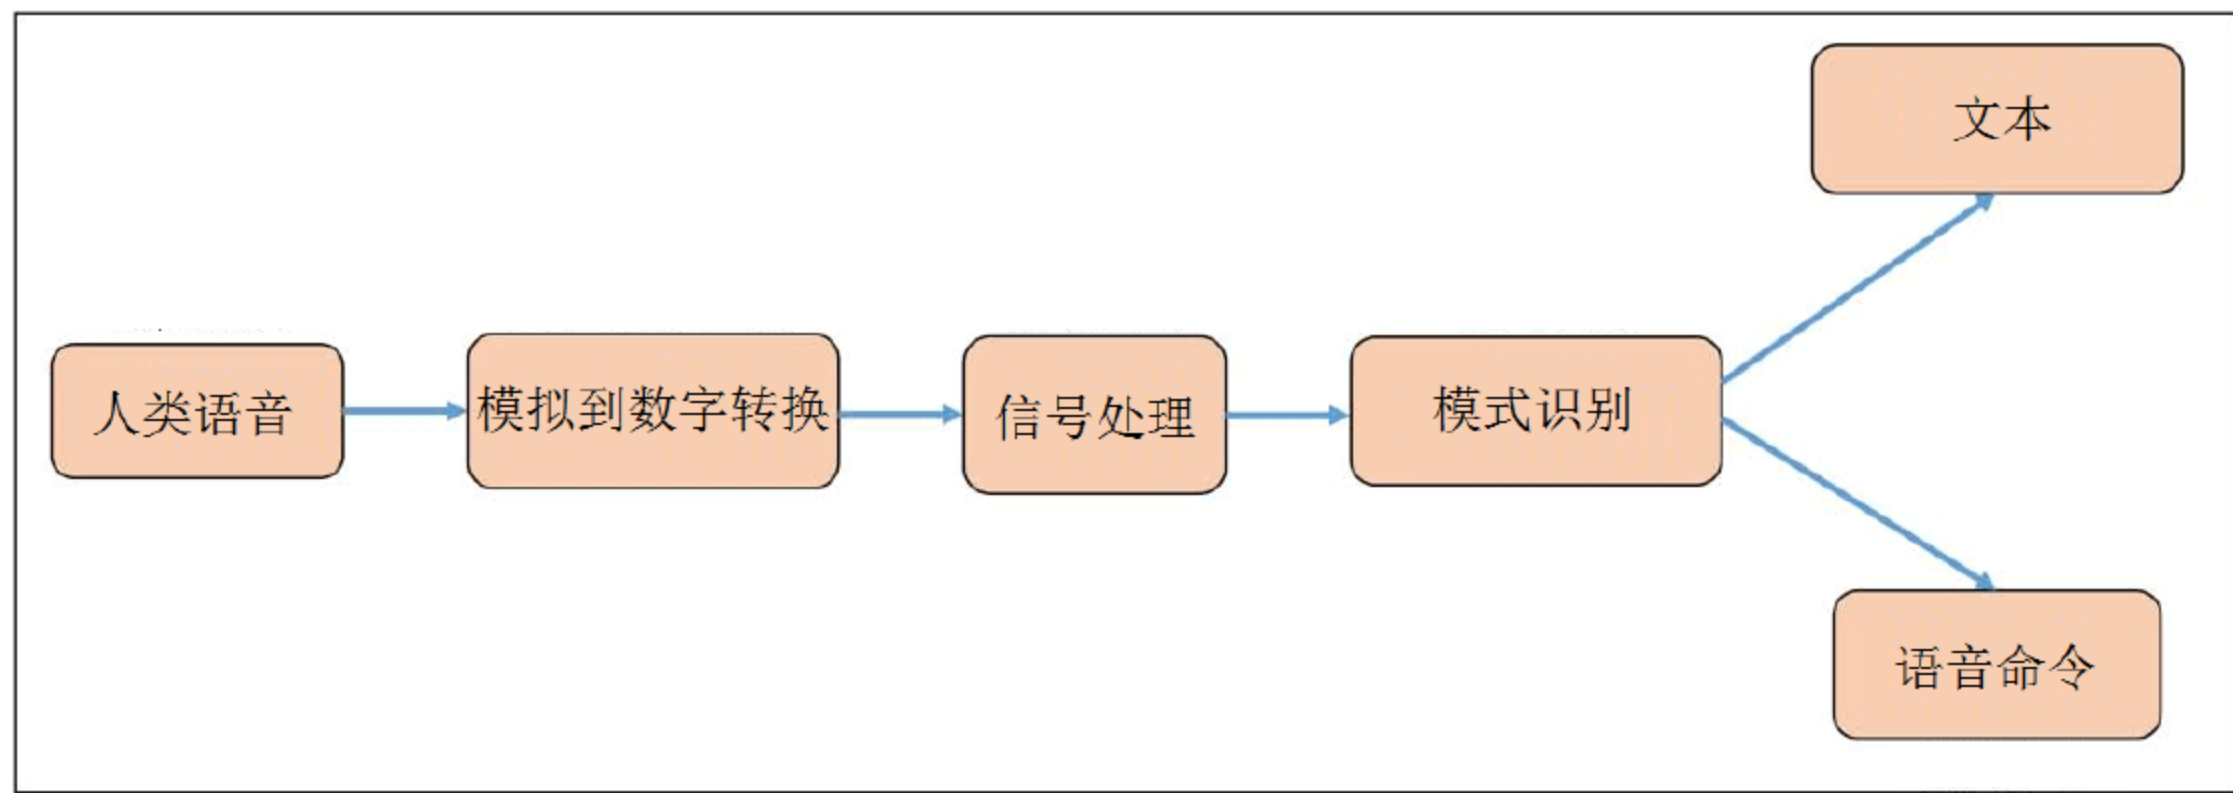 文本
人类语音
模拟到数字转换
信号处理
模式识别
语音命令